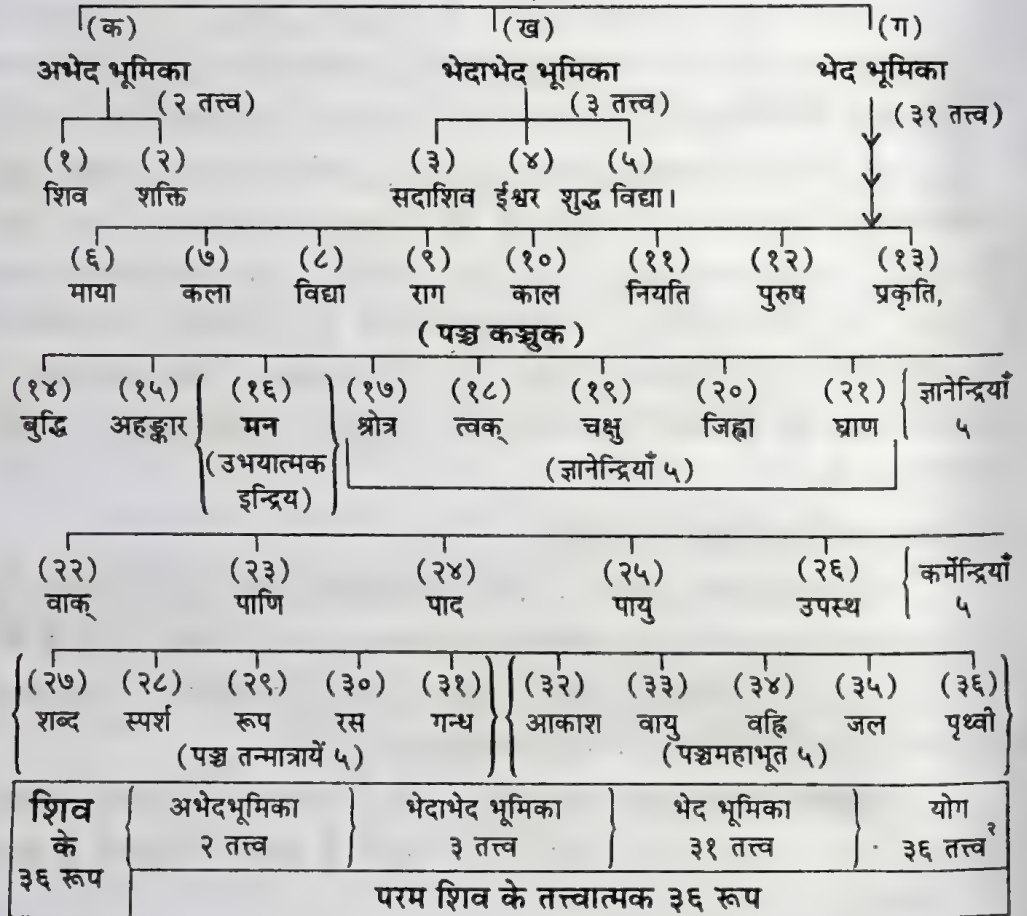 (क) (ख) (ग)
अभेद भूमिका भेदाभेद भूमिका भेद भूमिका
(२ तत्त्व) (३ तत्त्व) (३१ तत्त्व)
(१) (२) (३) (४) (५)
शिव शक्ति सदाशिव ईश्वर शुद्ध विद्या।
(६) (७) (८) (९) (१०) (११) (१२) (१३)
माया कला विद्या राग काल नियति पुरुष प्रकृति,
(पञ्च कञ्चुक)
(१४) (१५) (१६) (१७) (१८) (१९) (२०) (२१) ज्ञानेन्द्रियाँ
बुद्धि अहङ्कार मन श्रोत्र त्वक् चक्षु जिह्वा घ्राण ५
(उभयात्मक (ज्ञानेन्द्रियाँ ५)
इन्द्रिय)
(२२) (२३) (२४) (२५) (२६) कर्मेन्द्रियाँ
वाक् पाणि पाद पायु उपस्थ ५
(२७) (२८) (२९) (३०) (३१) (३२) (३३) (३४) (३५) (३६)
शब्द स्पर्श रूप रस गन्ध आकाश वायु वह्नि जल पृथ्वी
(पञ्च तन्मात्रायें ५) (पञ्चमहाभूत ५)
शिव अभेदभूमिका भेदाभेद भूमिका भेद भूमिका योग
के २ तत्त्व ३ तत्त्व ३१ तत्त्व ३६ तत्त्व२
३६ रूप परम शिव के तत्त्वात्मक ३६ रूप